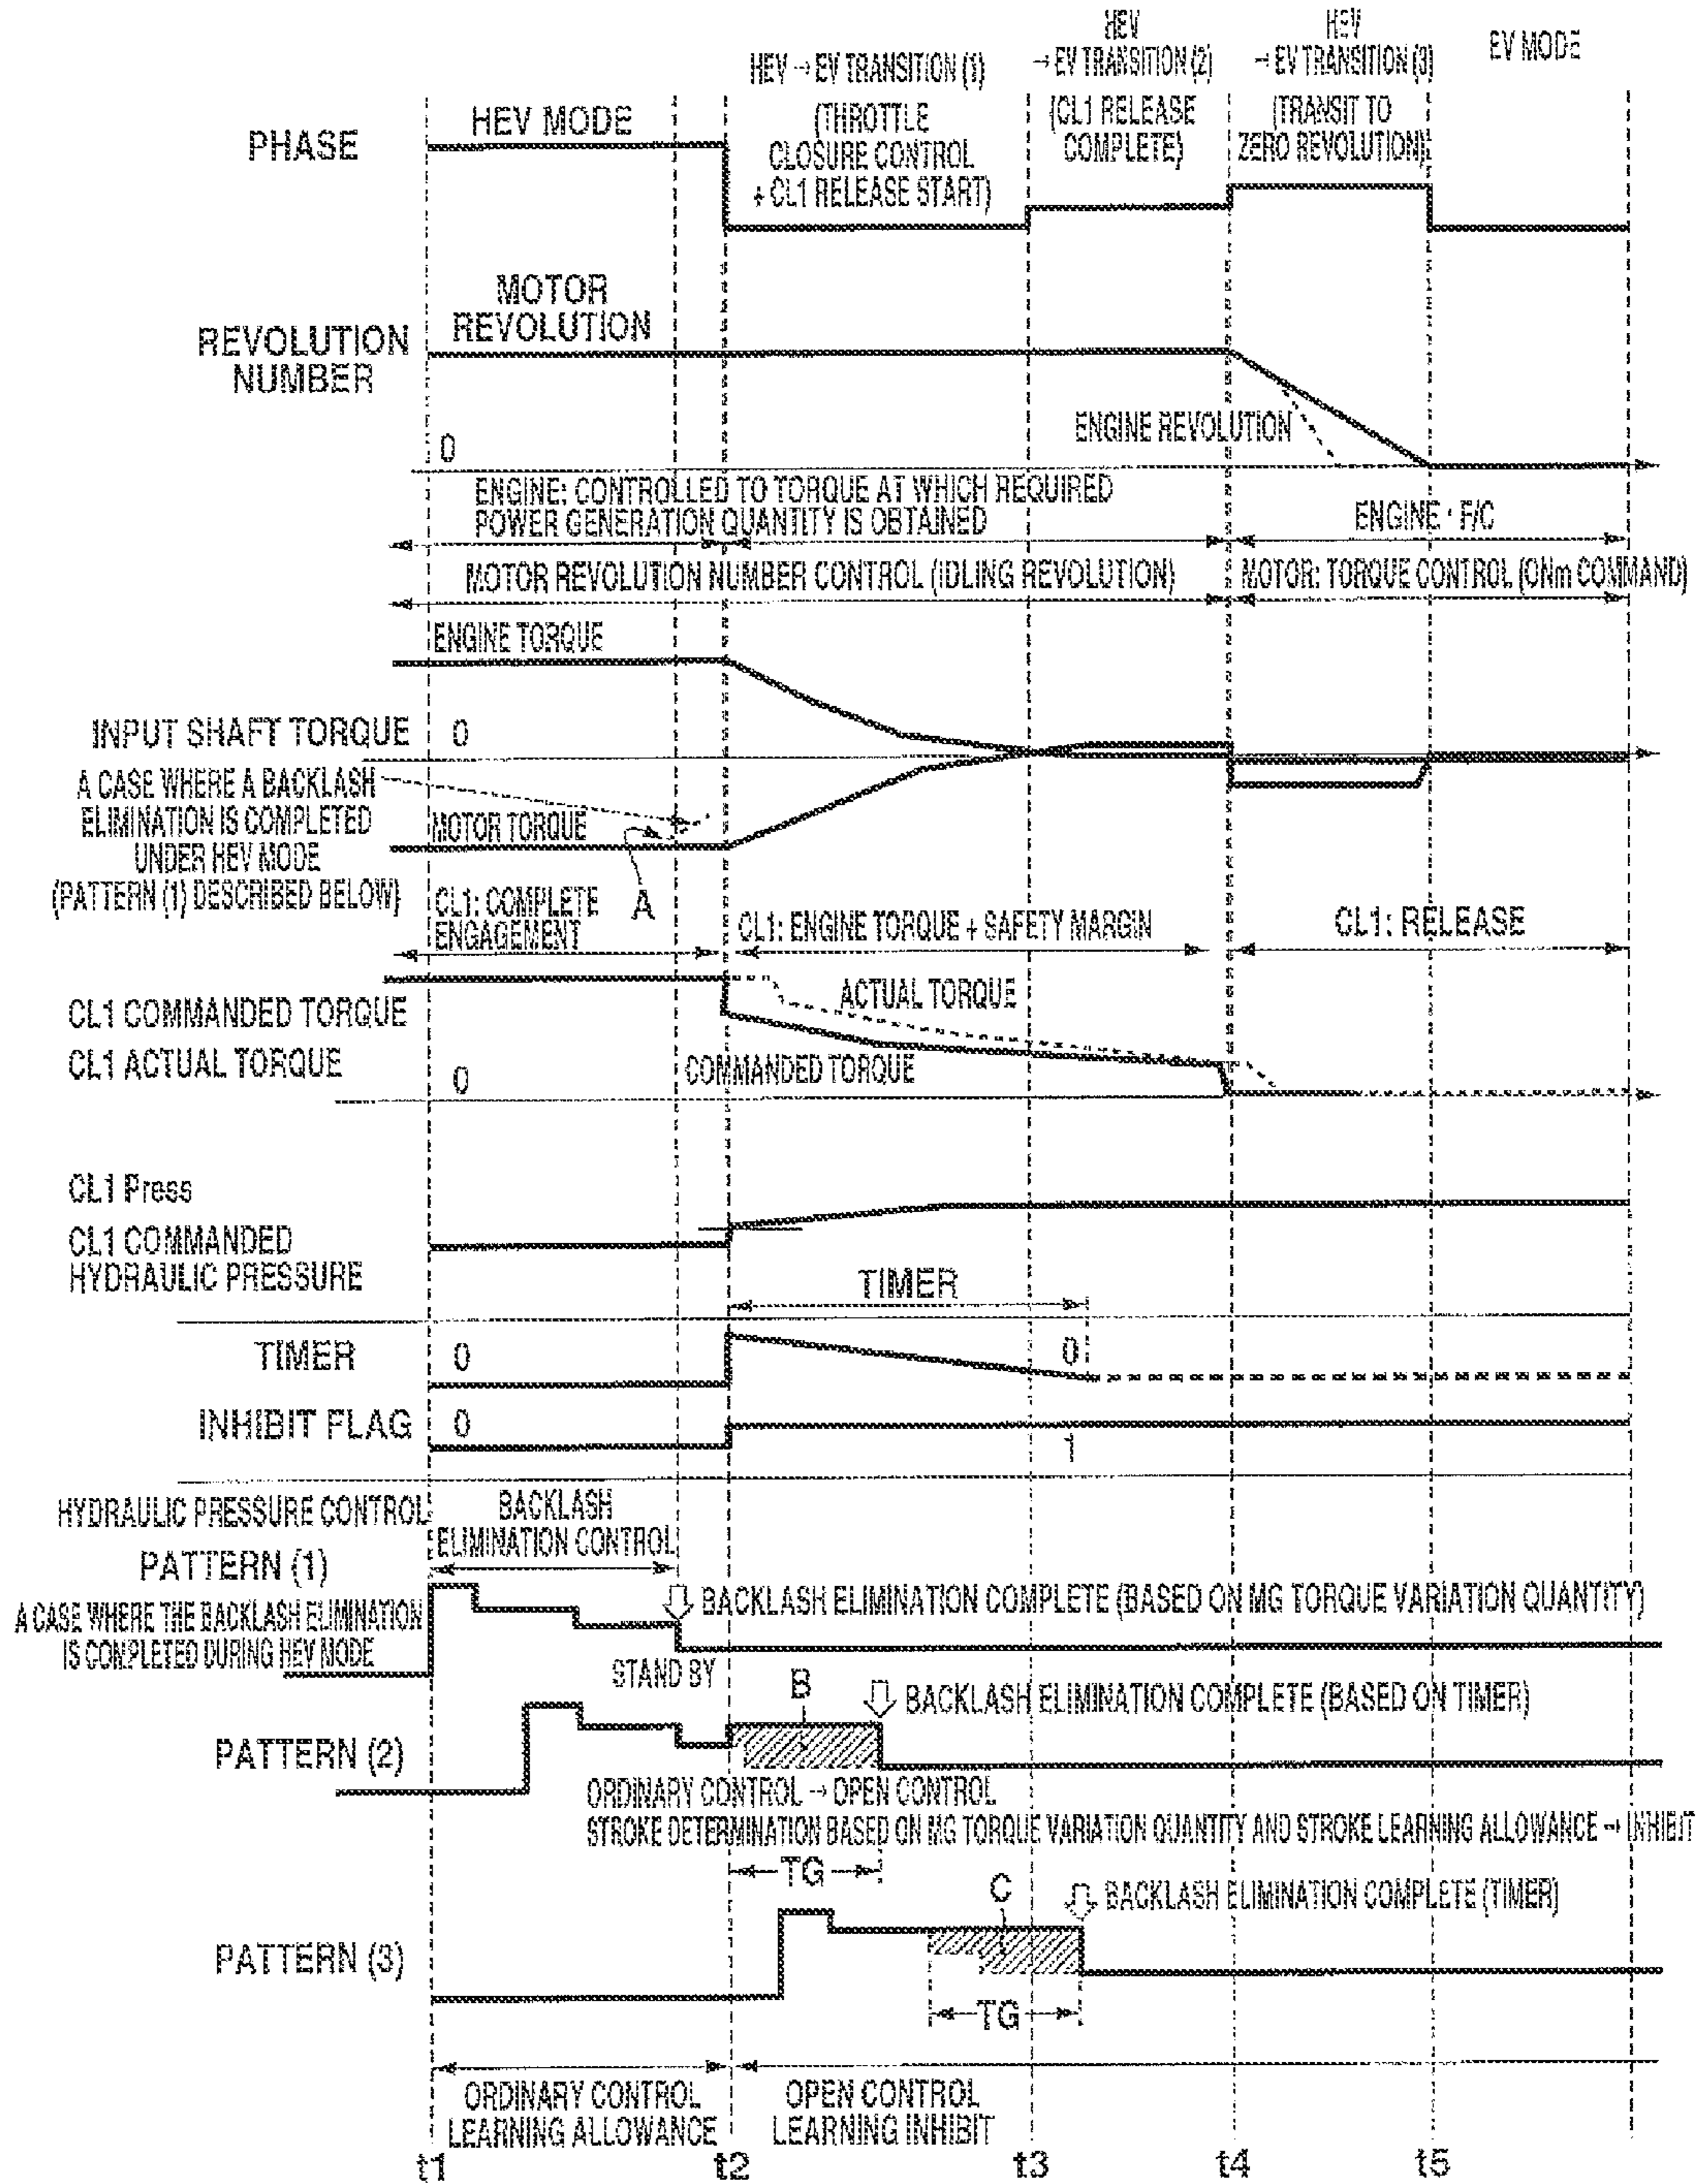 HEV → EV TRANSITION (1)
(THROTTLE
CLOSURE CONTROL
+ CL1 RELEASE START)
HEV
→ EV TRANSITION (2)
(CL1 RELEASE
COMPLETE)
HEV
→ EV TRANSITION (3)
(TRANSIT TO
ZERO REVOLUTION)
EV MODE
PHASE
HEV MODE
MOTOR
REVOLUTION
REVOLUTION
NUMBER
0
ENGINE REVOLUTION
ENGINE: CONTROLLED TO TORQUE AT WHICH REQUIRED
POWER GENERATION QUANTITY IS OBTAINED
ENGINE · F/C
MOTOR REVOLUTION NUMBER CONTROL (IDLING REVOLUTION)
MOTOR: TORQUE CONTROL (0Nm COMMAND)
ENGINE TORQUE
INPUT SHAFT TORQUE
0
A CASE WHERE A BACKLASH
ELIMINATION IS COMPLETED
UNDER HEV MODE
(PATTERN (1) DESCRIBED BELOW)
MOTOR TORQUE
A
CL1: COMPLETE
ENGAGEMENT
CL1: ENGINE TORQUE + SAFETY MARGIN
CL1: RELEASE
CL1 COMMANDED TORQUE
CL1 ACTUAL TORQUE
0
ACTUAL TORQUE
COMMANDED TORQUE
CL1 Press
CL1 COMMANDED
HYDRAULIC PRESSURE
TIMER
TIMER
0
0
INHIBIT FLAG
0
1
HYDRAULIC PRESSURE CONTROL
BACKLASH
ELIMINATION CONTROL
PATTERN (1)
A CASE WHERE THE BACKLASH ELIMINATION
IS COMPLETED DURING HEV MODE
BACKLASH ELIMINATION COMPLETE (BASED ON MG TORQUE VARIATION QUANTITY)
STAND BY
B
BACKLASH ELIMINATION COMPLETE (BASED ON TIMER)
PATTERN (2)
ORDINARY CONTROL → OPEN CONTROL
STROKE DETERMINATION BASED ON MG TORQUE VARIATION QUANTITY AND STROKE LEARNING ALLOWANCE → INHIBIT
TG
C
BACKLASH ELIMINATION COMPLETE (TIMER)
PATTERN (3)
TG
ORDINARY CONTROL
LEARNING ALLOWANCE
OPEN CONTROL
LEARNING INHIBIT
t1
t2
t3
t4
t5